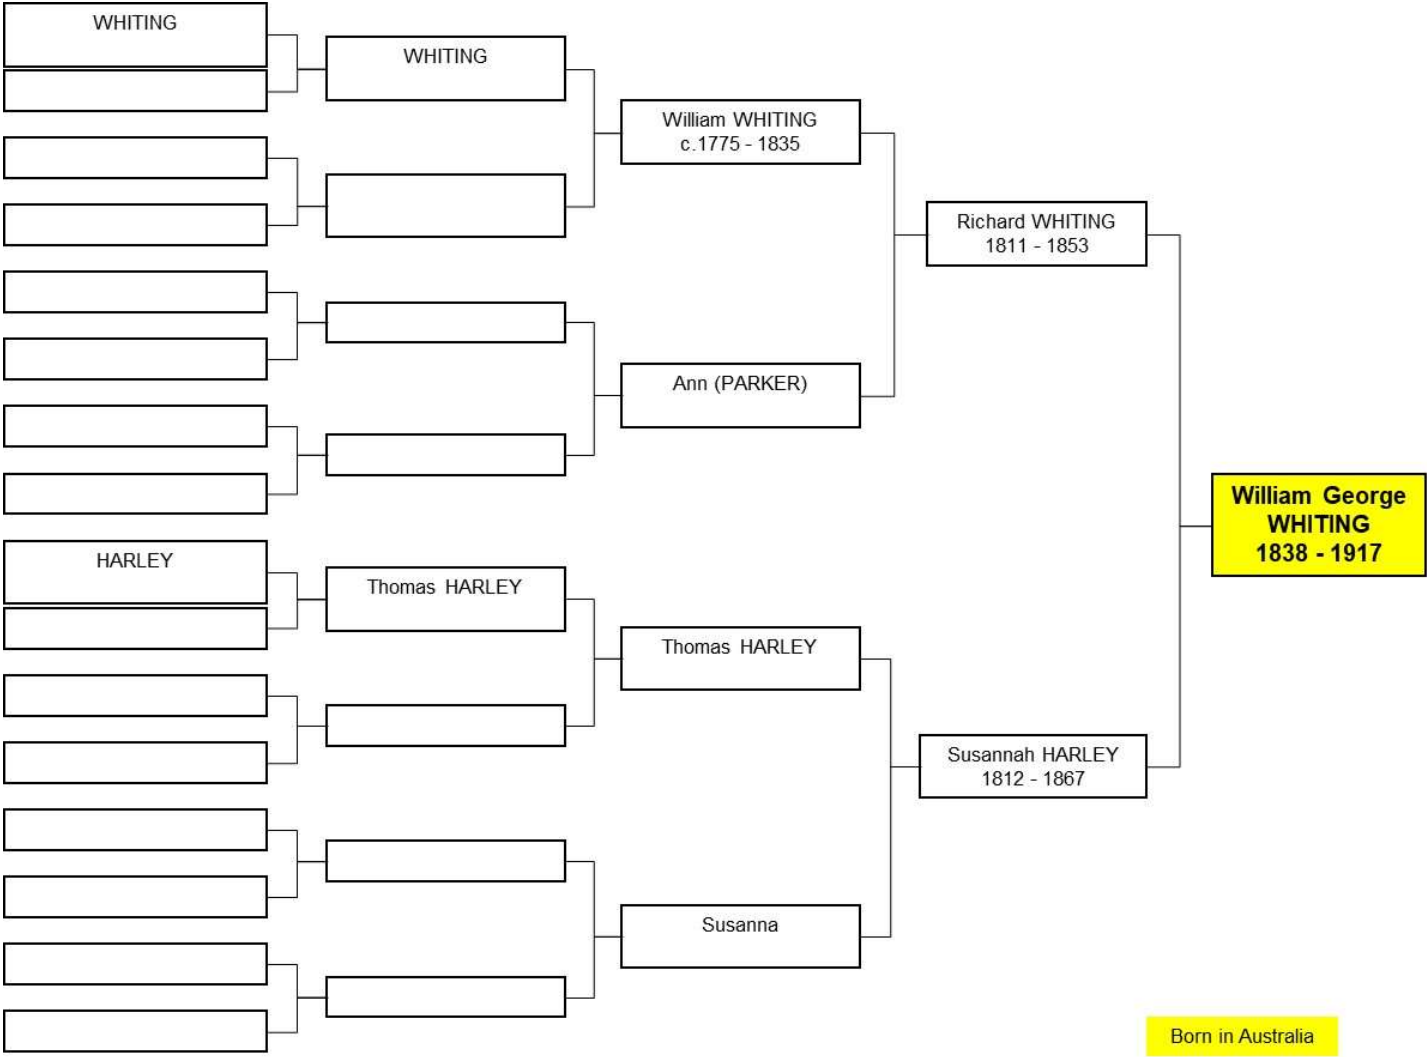 WHITING
WHITING
William WHITING
c.1775 - 1835
Richard WHITING
1811 - 1853
Ann (PARKER)
William George
WHITING
1838 - 1917
HARLEY
Thomas HARLEY
Thomas HARLEY
Susannah HARLEY
1812 - 1867
Susanna
Born in Australia